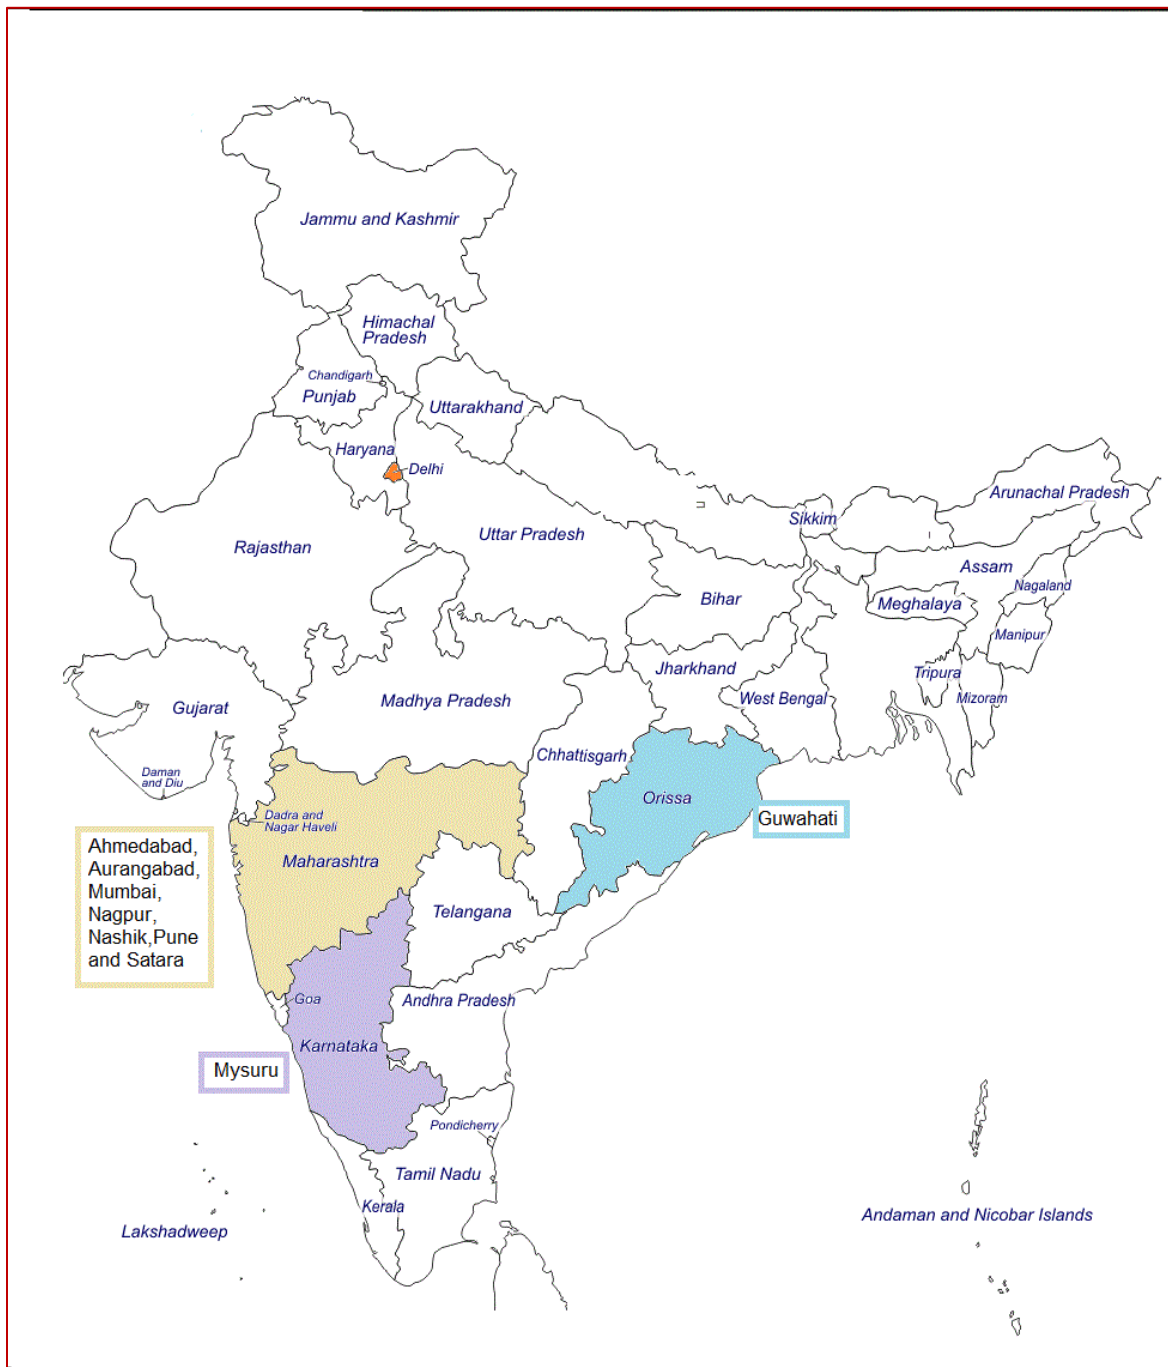 Jammu and Kashmir
Himachal
Pradesh
Chandigarh
Punjab
Uttarakhand
Haryana
Delhi
Arunachal Pradesh
Sikkim
Uttar Pradesh
Rajasthan
Assam
Nagaland
Bihar
Meghalaya
Manipur
Jharkhand
Tripura
Mizoram
West Bengal
Madhya Pradesh
Gujarat
Chhattisgarh
Daman
and Diu
Orissa
Guwahati
Dadra and
Nagar Haveli
Maharashtra
Ahmedabad,
Aurangabad,
Mumbai,
Nagpur,
Nashik,Pune
and Satara
Telangana
Goa
Andhra Pradesh
Karnataka
Mysuru
Pondicherry
Tamil Nadu
Kerala
Lakshadweep
Andaman and Nicobar Islands